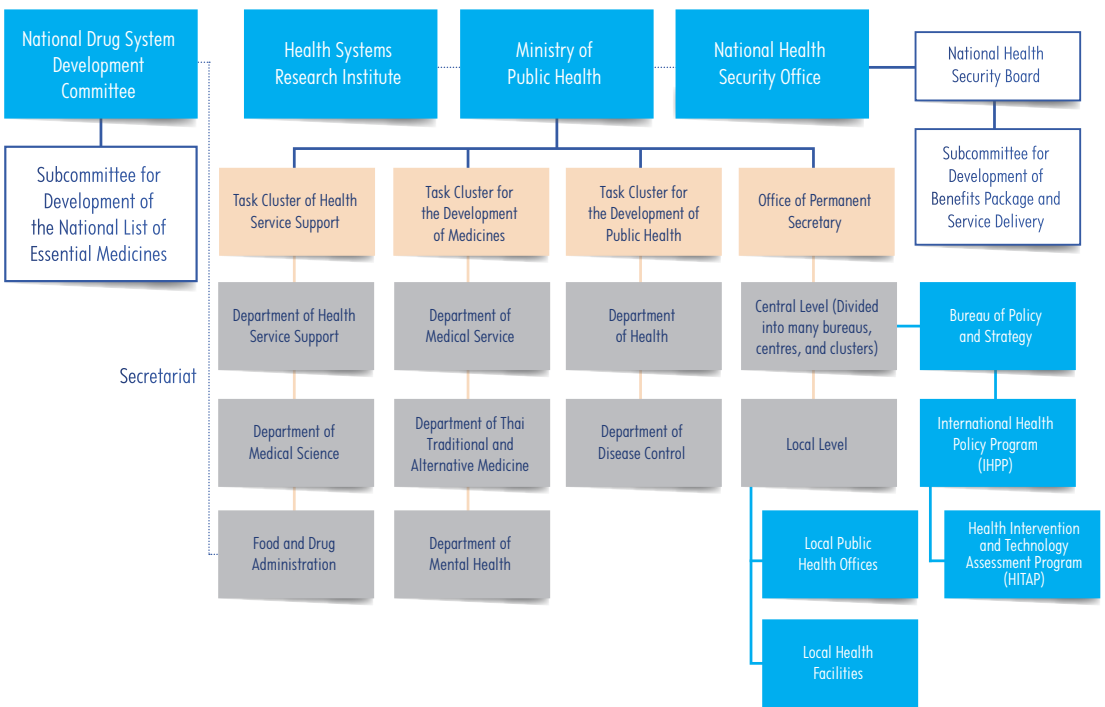 National Drug System
Development
Committee
Health Systems
Research Institute
Ministry of
Public Health
National Health
Security Office
National Health
Security Board
Subcommittee for
Development of
the National List of
Essential Medicines
Subcommittee for
Development of
Benefits Package and
Service Delivery
Task Cluster of Health
Service Support
Task Cluster for
the Development
of Medicines
Task Cluster for
the Development of
Public Health
Office of Permanent
Secretary
Department of Health
Service Support
Department of
Medical Service
Department
of Health
Central Level (Divided
into many bureaus,
centres, and clusters)
Bureau of Policy
and Strategy
Secretariat
Department of
Medical Science
Department of Thai
Traditional and
Alternative Medicine
Department of
Disease Control
Local Level
International Health
Policy Program
(IHPP)
Food and Drug
Administration
Department of
Mental Health
Local Public
Health Offices
Health Intervention
and Technology
Assessment Program
(HITAP)
Local Health
Facilities